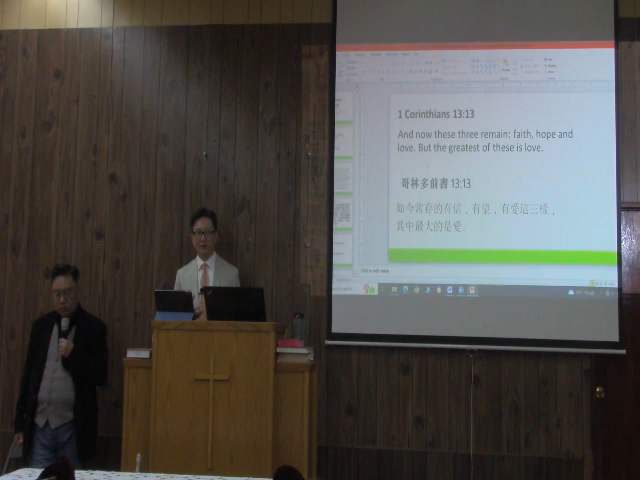 1 Corinthians 13:13
And now these three remain: faith, hope and
love. But the greatest of these is love.
哥林多前書 13:13
如今常存的有信，有望，有愛這三樣，
其中最大的是愛。